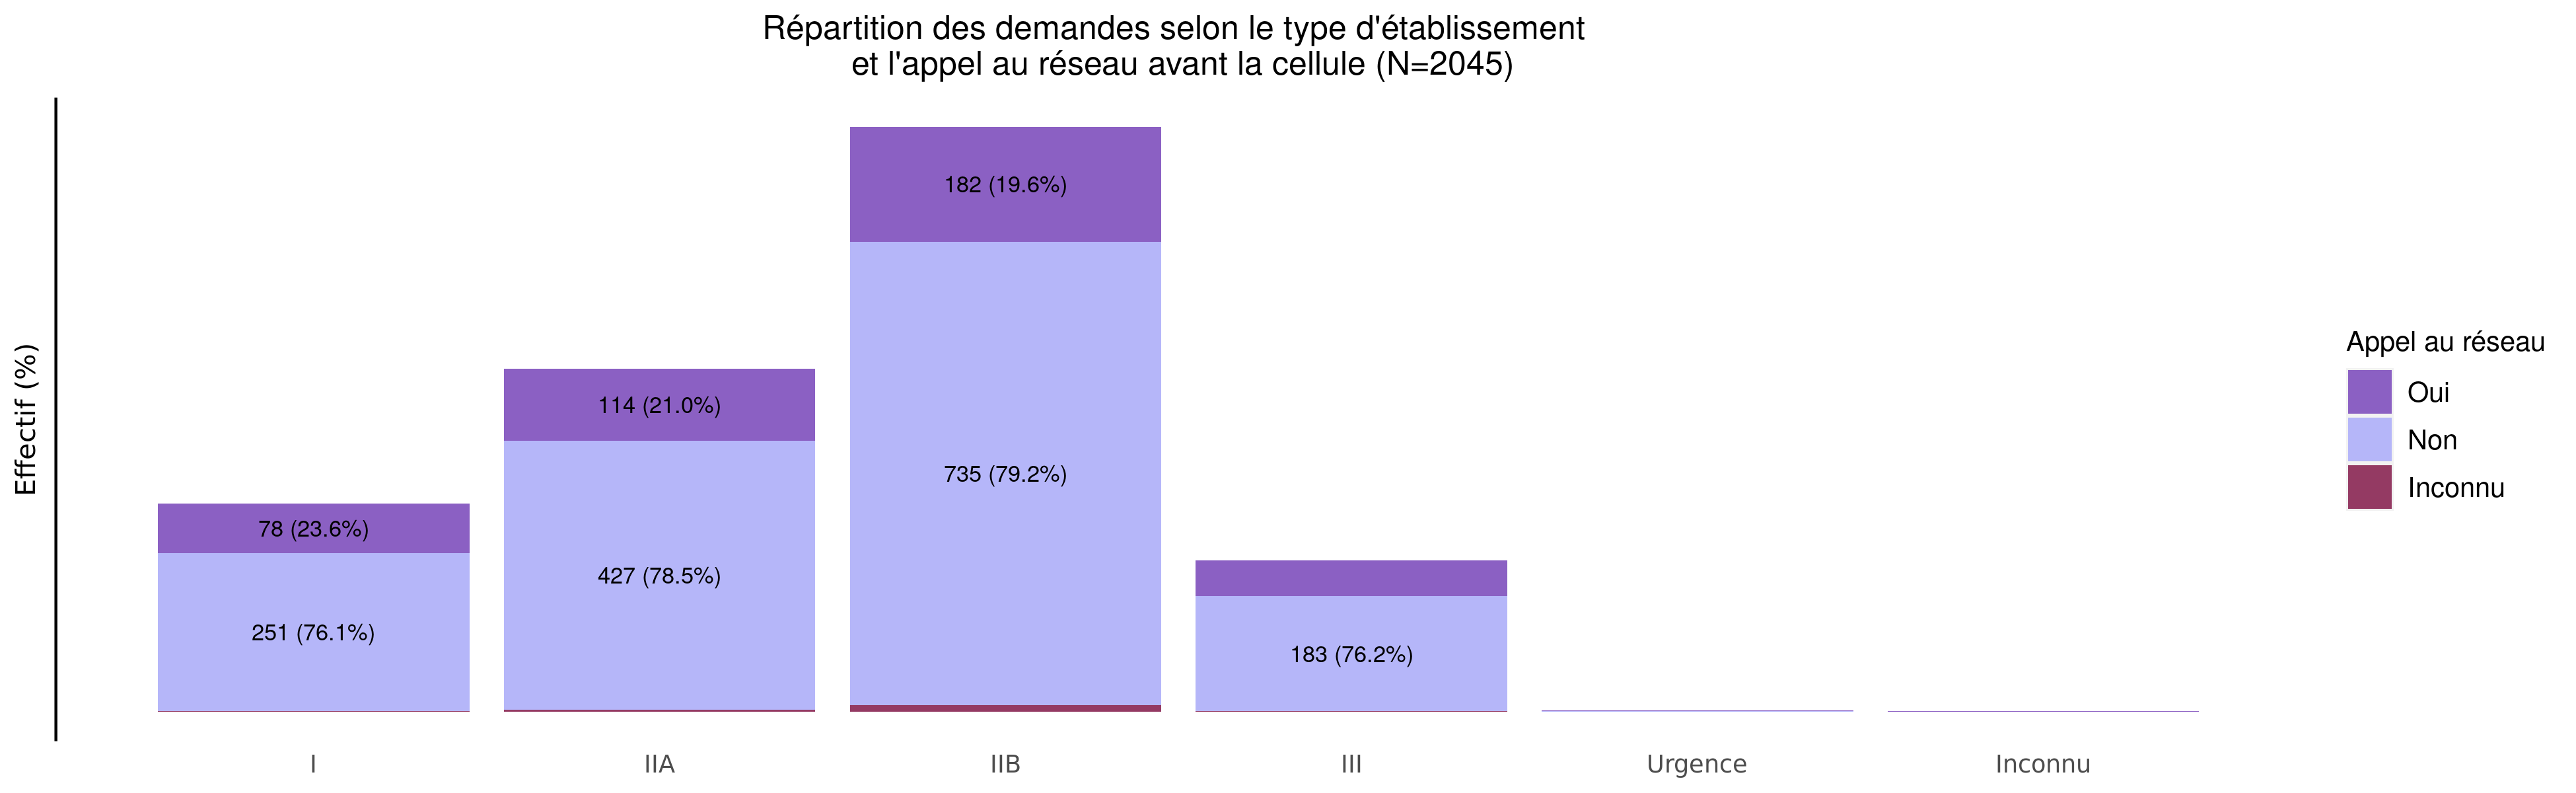 Répartition des demandes selon le type d'établissement
et l'appel au réseau avant la cellule (N=2045)
Effectif (%)
182 (19.6%)
114 (21.0%)
735 (79.2%)
78 (23.6%)
427 (78.5%)
251 (76.1%)
183 (76.2%)
I
IIA
IIB
III
Urgence
Inconnu
Appel au réseau
Oui
Non
Inconnu